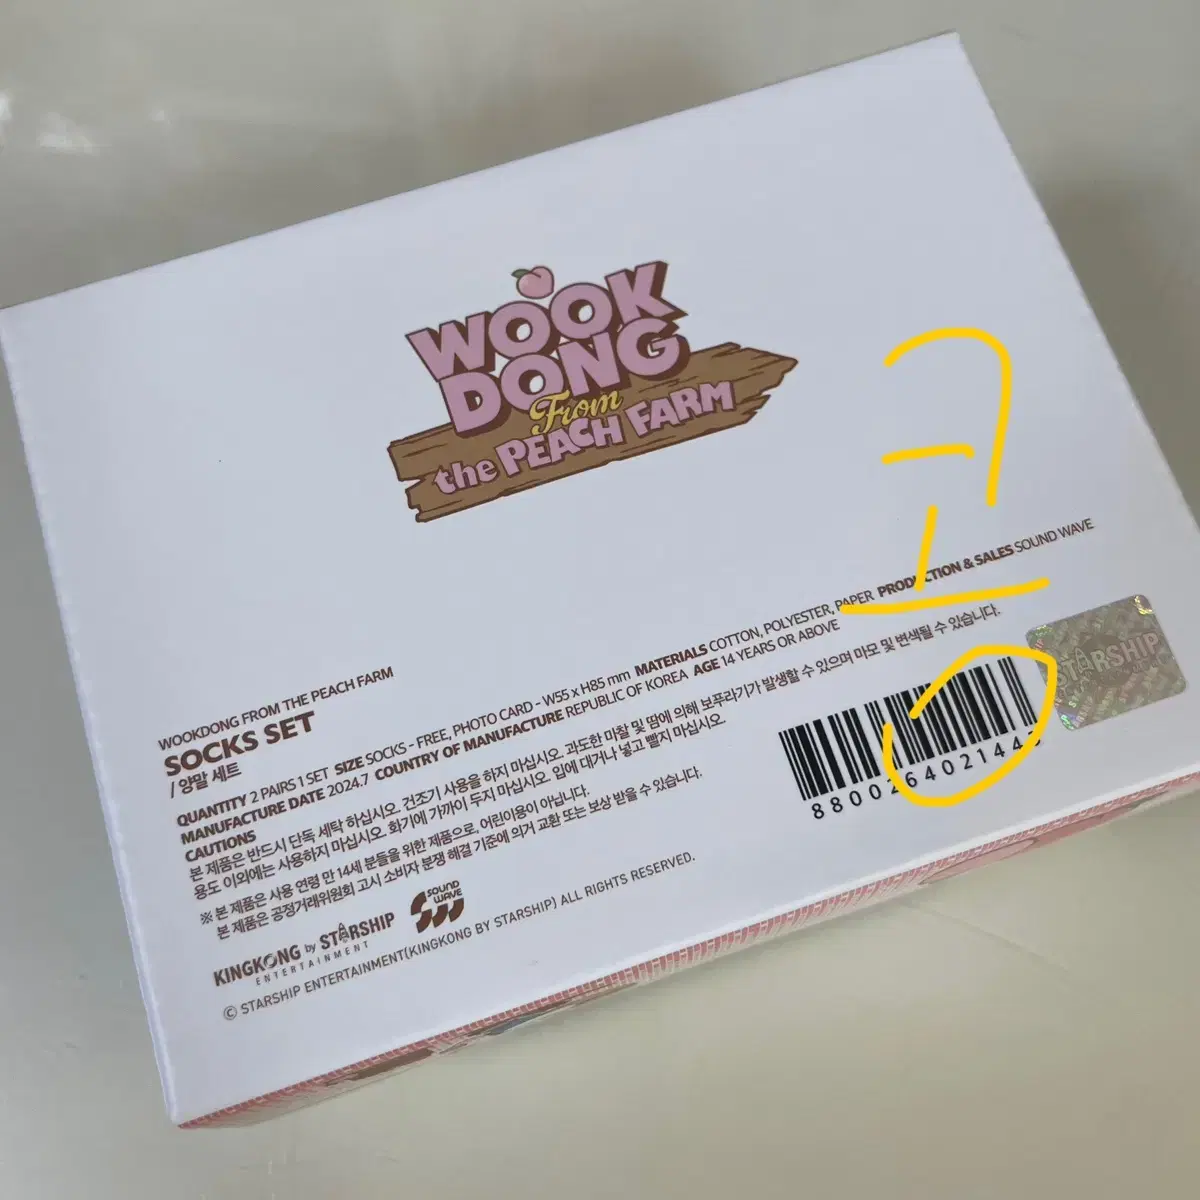 WOOK
DONG
From
the PEACH FARM
콩
WOOKDONG FROM THE PEACH FARM
SOCKS SET
/ 양말 세트
QUANTITY 2 PAIRS 1 SET SIZE SOCKS - FREE, PHOTO CARD - W55 x H85 mm MATERIALS COTTON, POLYESTER, PAPER PRODUCTION & SALES SOUND WAVE
MANUFACTURE DATE 2024.7 COUNTRY OF MANUFACTURE REPUBLIC OF KOREA AGE 14 YEARS OR ABOVE
CAUTIONS
본 제품은 반드시 단독 세탁 하십시오. 건조기 사용을 하지 마십시오. 과도한 마찰 및 땀에 의해 보푸라기가 발생할 수 있으며 마모 및 변색될 수 있습니다.
용도 이외에는 사용하지 마십시오. 화기에 가까이 두지 마십시오. 입에 대거나 넣고 빨지 마십시오.
※ 본 제품은 사용 연령 만 14세 분들을 위한 제품으로, 어린이용이 아닙니다.
본 제품은 공정거래위원회 고시 소비자 분쟁 해결 기준에 의거 교환 또는 보상 받을 수 있습니다.
KINGKONG by STARSHIP
ENTERTAINMENT
SOUND
WAVE
© STARSHIP ENTERTAINMENT(KINGKONG BY STARSHIP) ALL RIGHTS RESERVED.
8800264021443
STARSHIP